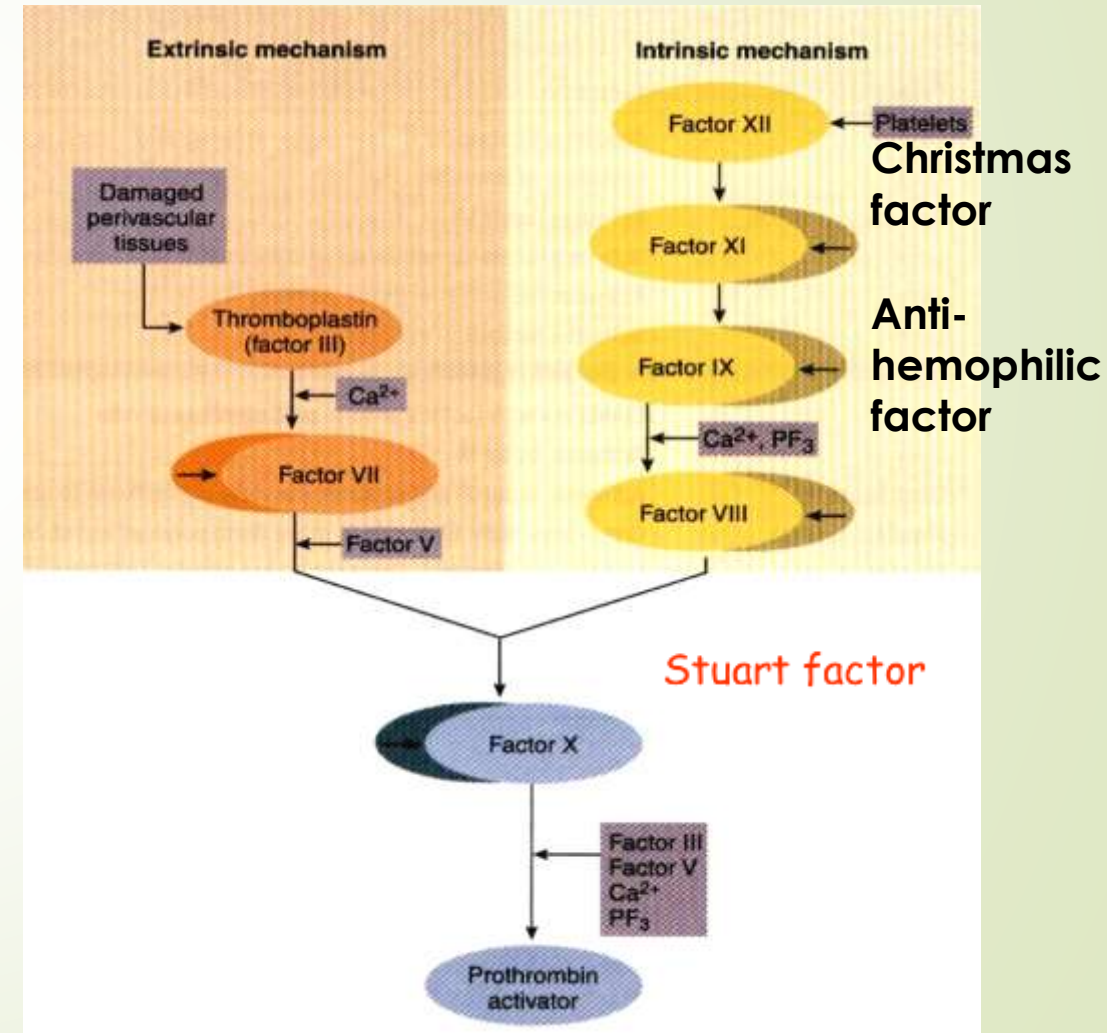 Extrinsic mechanism
Intrinsic mechanism
Factor XII
Platelets
Christmas
factor
Damaged
perivascular
tissues
Factor XI
Thromboplastin
(factor III)
Anti-
hemophilic
factor
Factor IX
Ca²⁺
Ca²⁺, PF₃
Factor VII
Factor VIII
Factor V
Stuart factor
Factor X
Factor III
Factor V
Ca²⁺
PF₃
Prothrombin
activator